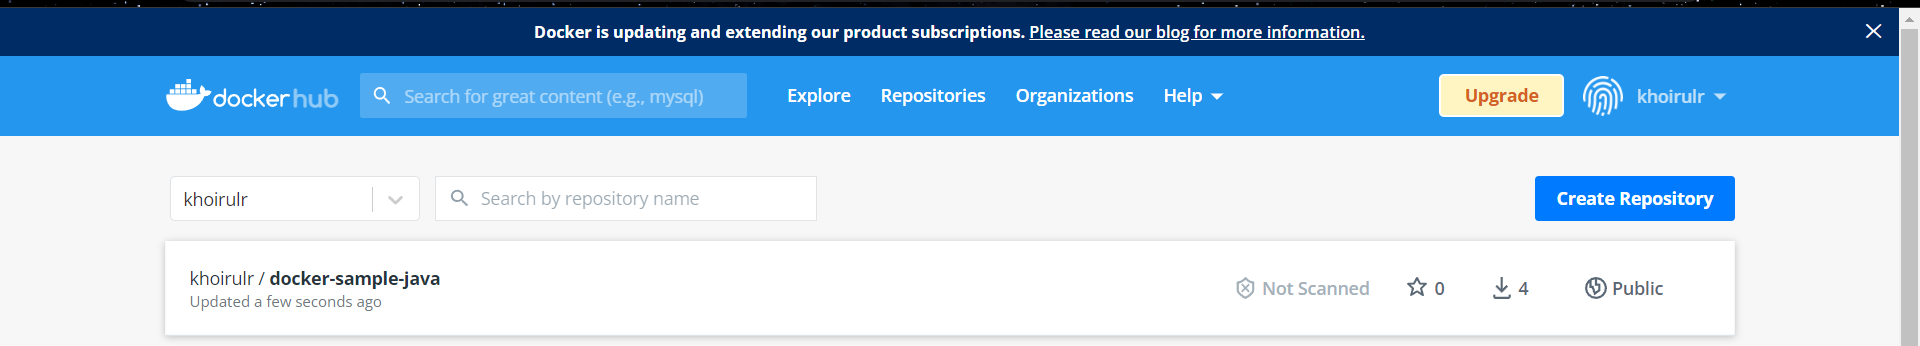 Docker is updating and extending our product subscriptions. Please read our blog for more information.
dockerhub
Search for great content (e.g., mysql)
Explore
Repositories
Organizations
Help
Upgrade
khoirulr
khoirulr
Search by repository name
Create Repository
khoirulr / docker-sample-java
Updated a few seconds ago
Not Scanned
0
4
Public